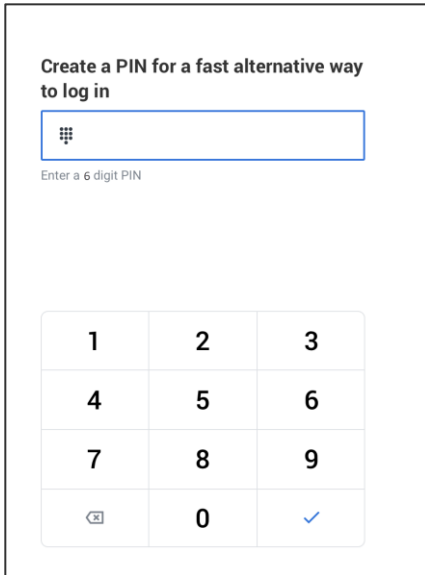 Create a PIN for a fast alternative way
to log in
Enter a 6 digit PIN
1 2 3
4 5 6
7 8 9
0